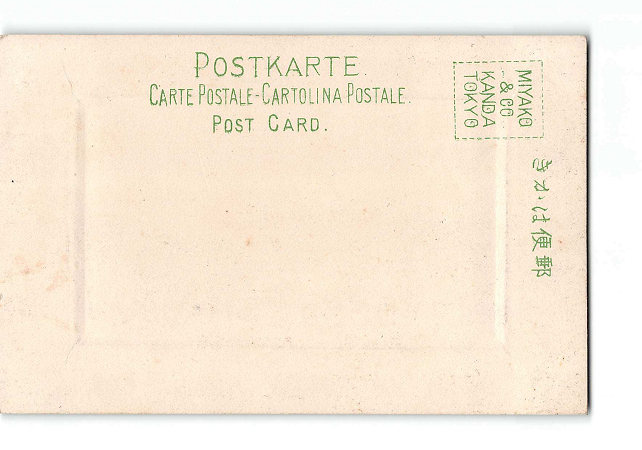 POSTKARTE.
CARTE POSTALE-CARTOLINA POSTALE.
POST CARD.
MIYAKO
-& CO
KANDA
TOKYO
きかは便郵